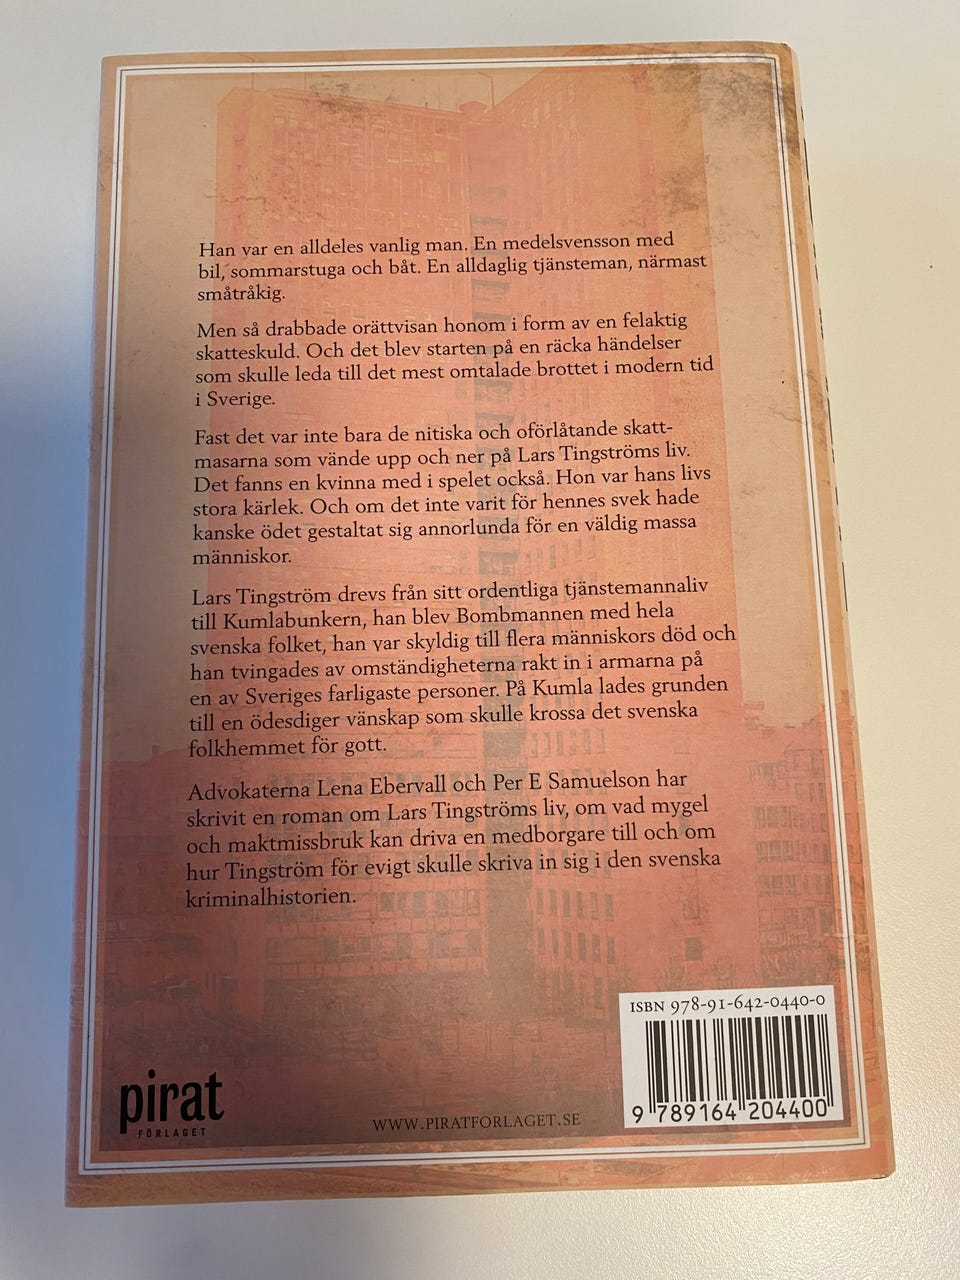 Han var en alldeles vanlig man. En medelsvensson med
bil, sommarstuga och båt. En alldaglig tjänsteman, närmast
småtråkig.
Men så drabbade orättvisan honom i form av en felaktig
skatteskuld. Och det blev starten på en räcka händelser
som skulle leda till det mest omtalade brottet i modern tid
i Sverige.
Fast det var inte bara de nitiska och oförlåtande skatt-
masarna som vände upp och ner på Lars Tingströms liv.
Det fanns en kvinna med i spelet också. Hon var hans livs
stora kärlek. Och om det inte varit för hennes svek hade
kanske ödet gestaltat sig annorlunda för en väldig massa
människor.
Lars Tingström drevs från sitt ordentliga tjänstemannaliv
till Kumlabunkern, han blev Bombmannen med hela
svenska folket, han var skyldig till flera människors död och
han tvingades av omständigheterna rakt in i armarna på
en av Sveriges farligaste personer. På Kumla lades grunden
till en ödesdiger vänskap som skulle krossa det svenska
folkhemmet för gott.
Advokaterna Lena Ebervall och Per E Samuelson har
skrivit en roman om Lars Tingströms liv, om vad mygel
och maktmissbruk kan driva en medborgare till och om
hur Tingström för evigt skulle skriva in sig i den svenska
kriminalhistorien.
ISBN 978-91-642-0440-0
9 789164 204400
pirat
FÖRLAGET
WWW.PIRATFORLAGET.SE